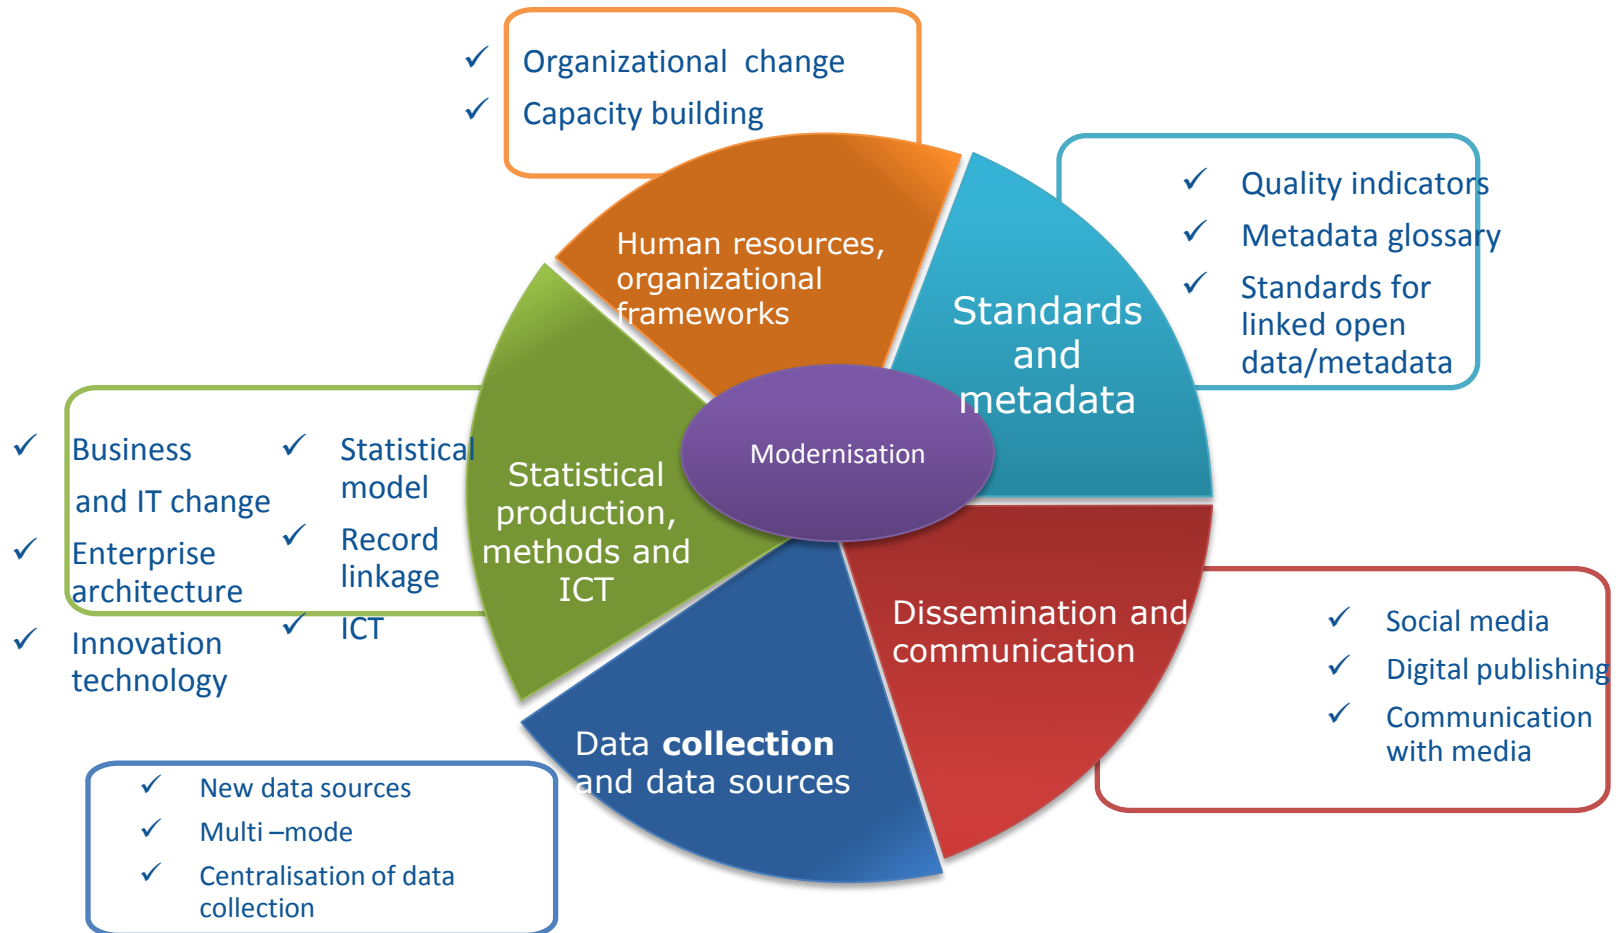 ✓ Organizational change
✓ Capacity building
Human resources,
organizational
frameworks
✓ Quality indicators
✓ Metadata glossary
✓ Standards for
linked open
data/metadata
Standards
and
metadata
Modernisation
✓ Business
and IT change
✓ Enterprise
architecture
✓ Innovation
technology
✓ Statistical
model
✓ Record
linkage
✓ ICT
Statistical
production,
methods and
ICT
Dissemination and
communication
✓ Social media
✓ Digital publishing
✓ Communication
with media
Data collection
and data sources
✓ New data sources
✓ Multi –mode
✓ Centralisation of data
collection